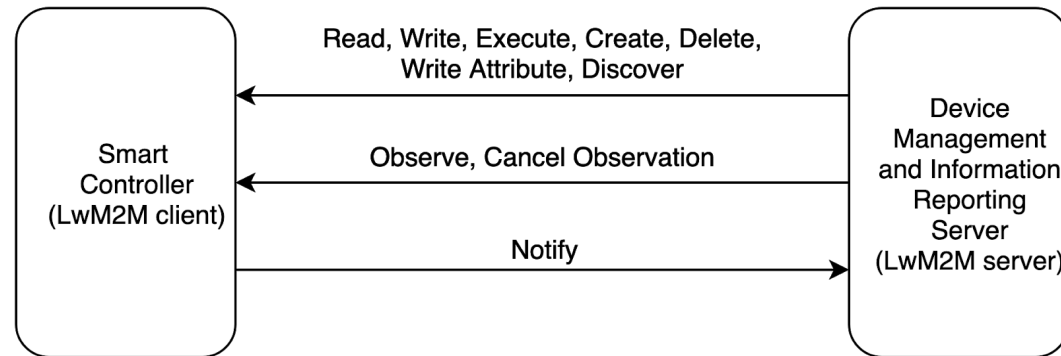 Read, Write, Execute, Create, Delete,
Write Attribute, Discover
Observe, Cancel Observation
Notify
Smart
Controller
(LwM2M client)
Device
Management
and Information
Reporting
Server
(LwM2M server)